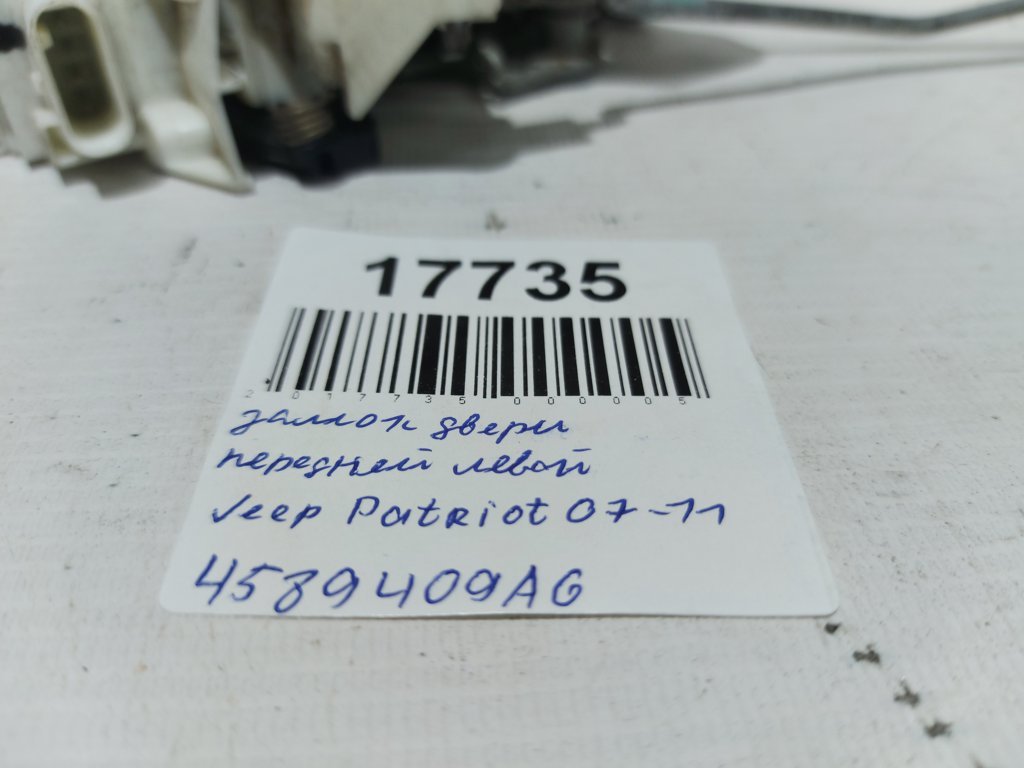 17735
2017735000005
замок двери
передней левой
Jeep Patriot 07-11
4589409AG